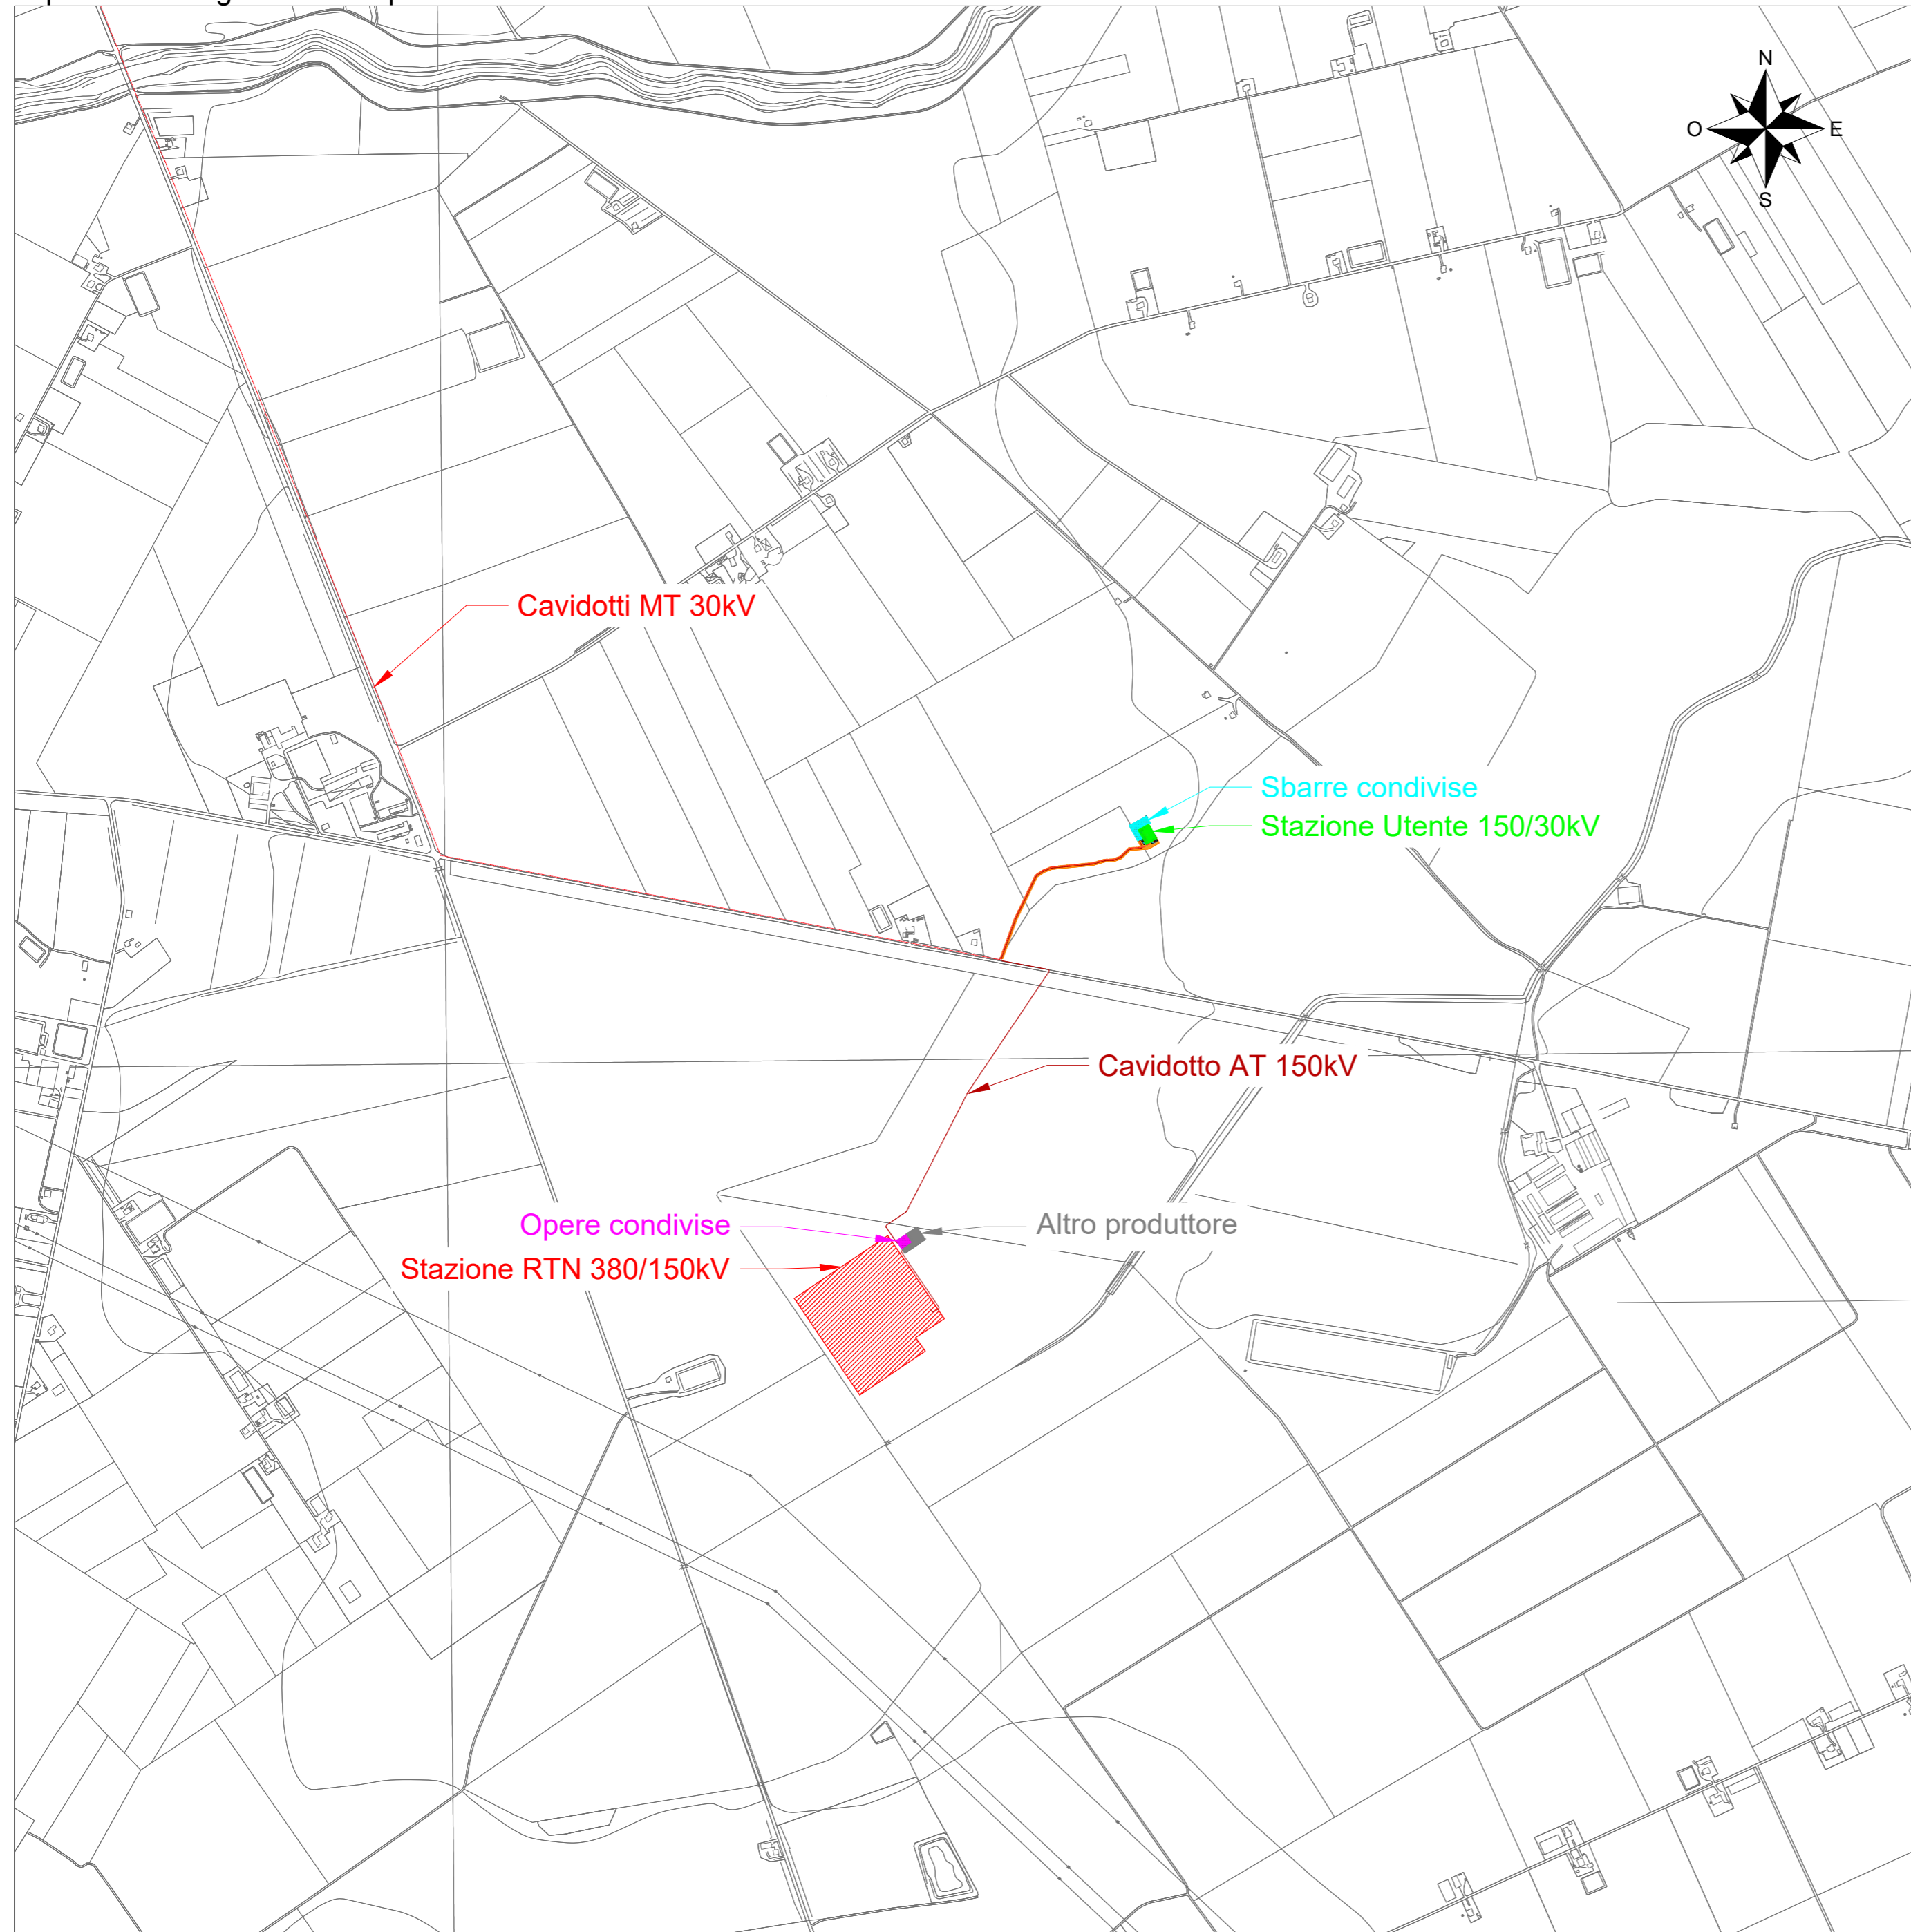 N
O
E
S
Cavidotti MT 30kV
Sbarre condivise
Stazione Utente 150/30kV
Cavidotto AT 150kV
Opere condivise
Altro produttore
Stazione RTN 380/150kV